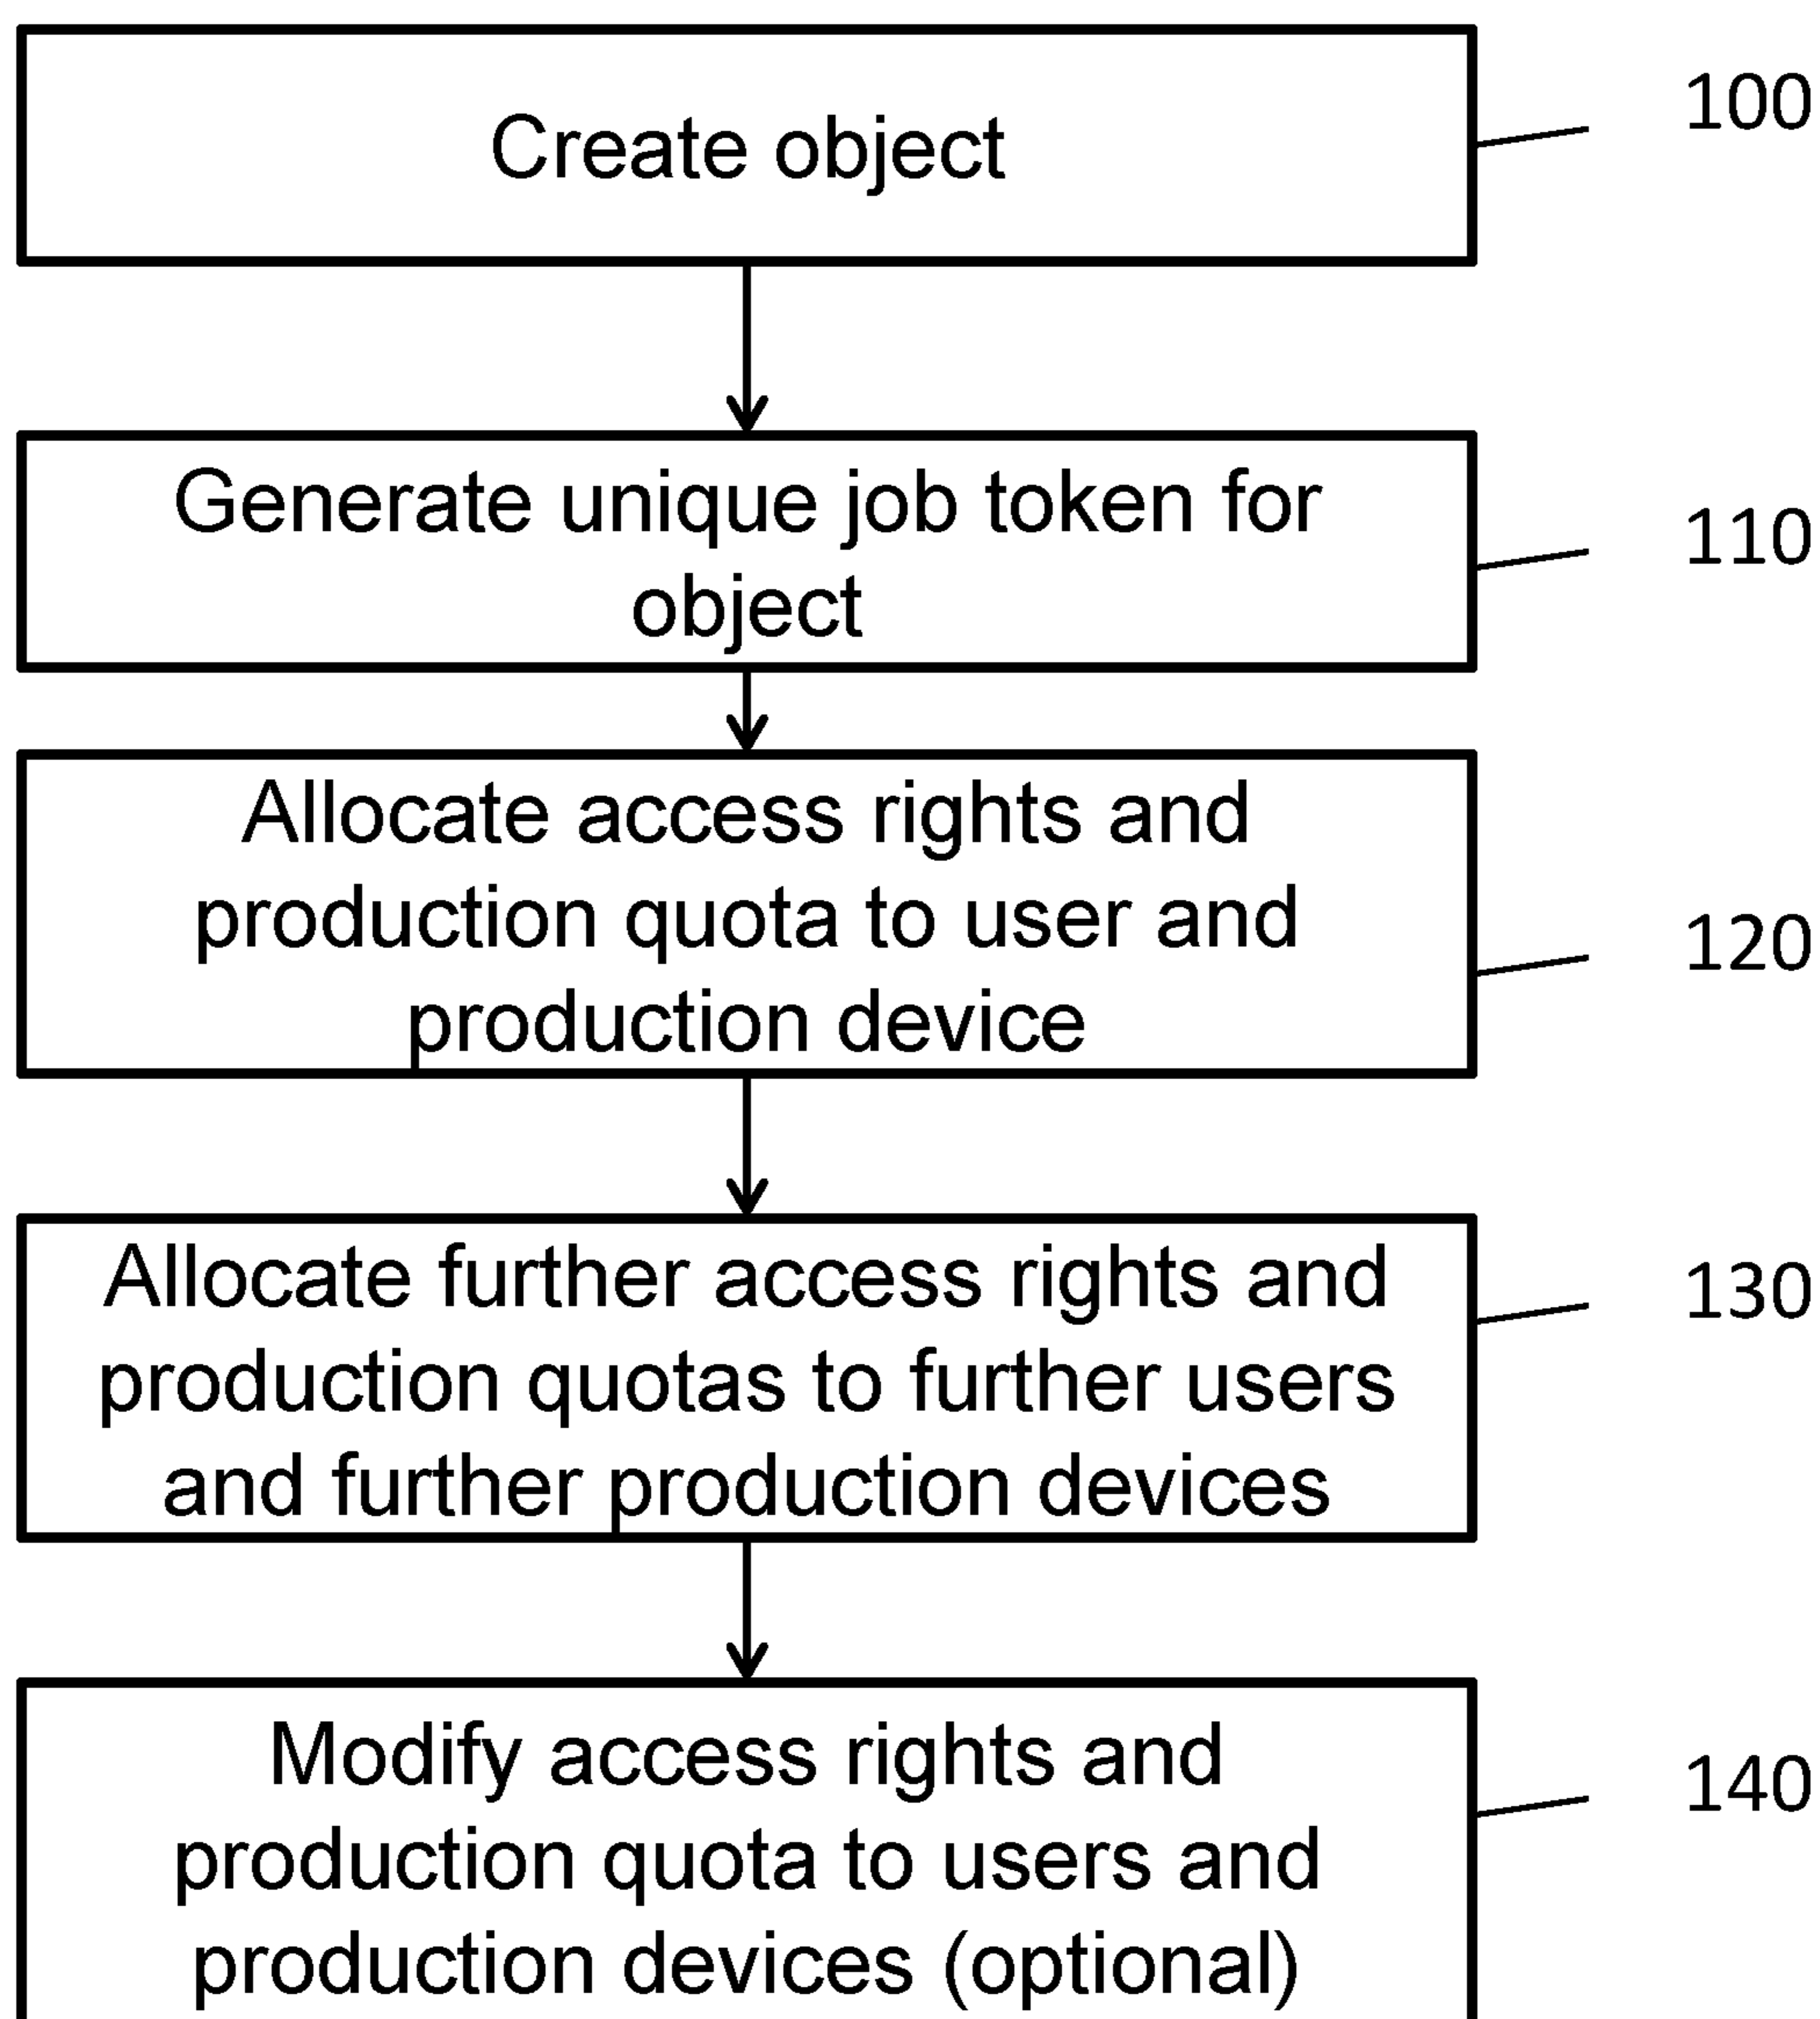 Create object
100
Generate unique job token for
object
110
Allocate access rights and
production quota to user and
production device
120
Allocate further access rights and
production quotas to further users
and further production devices
130
Modify access rights and
production quota to users and
production devices (optional)
140